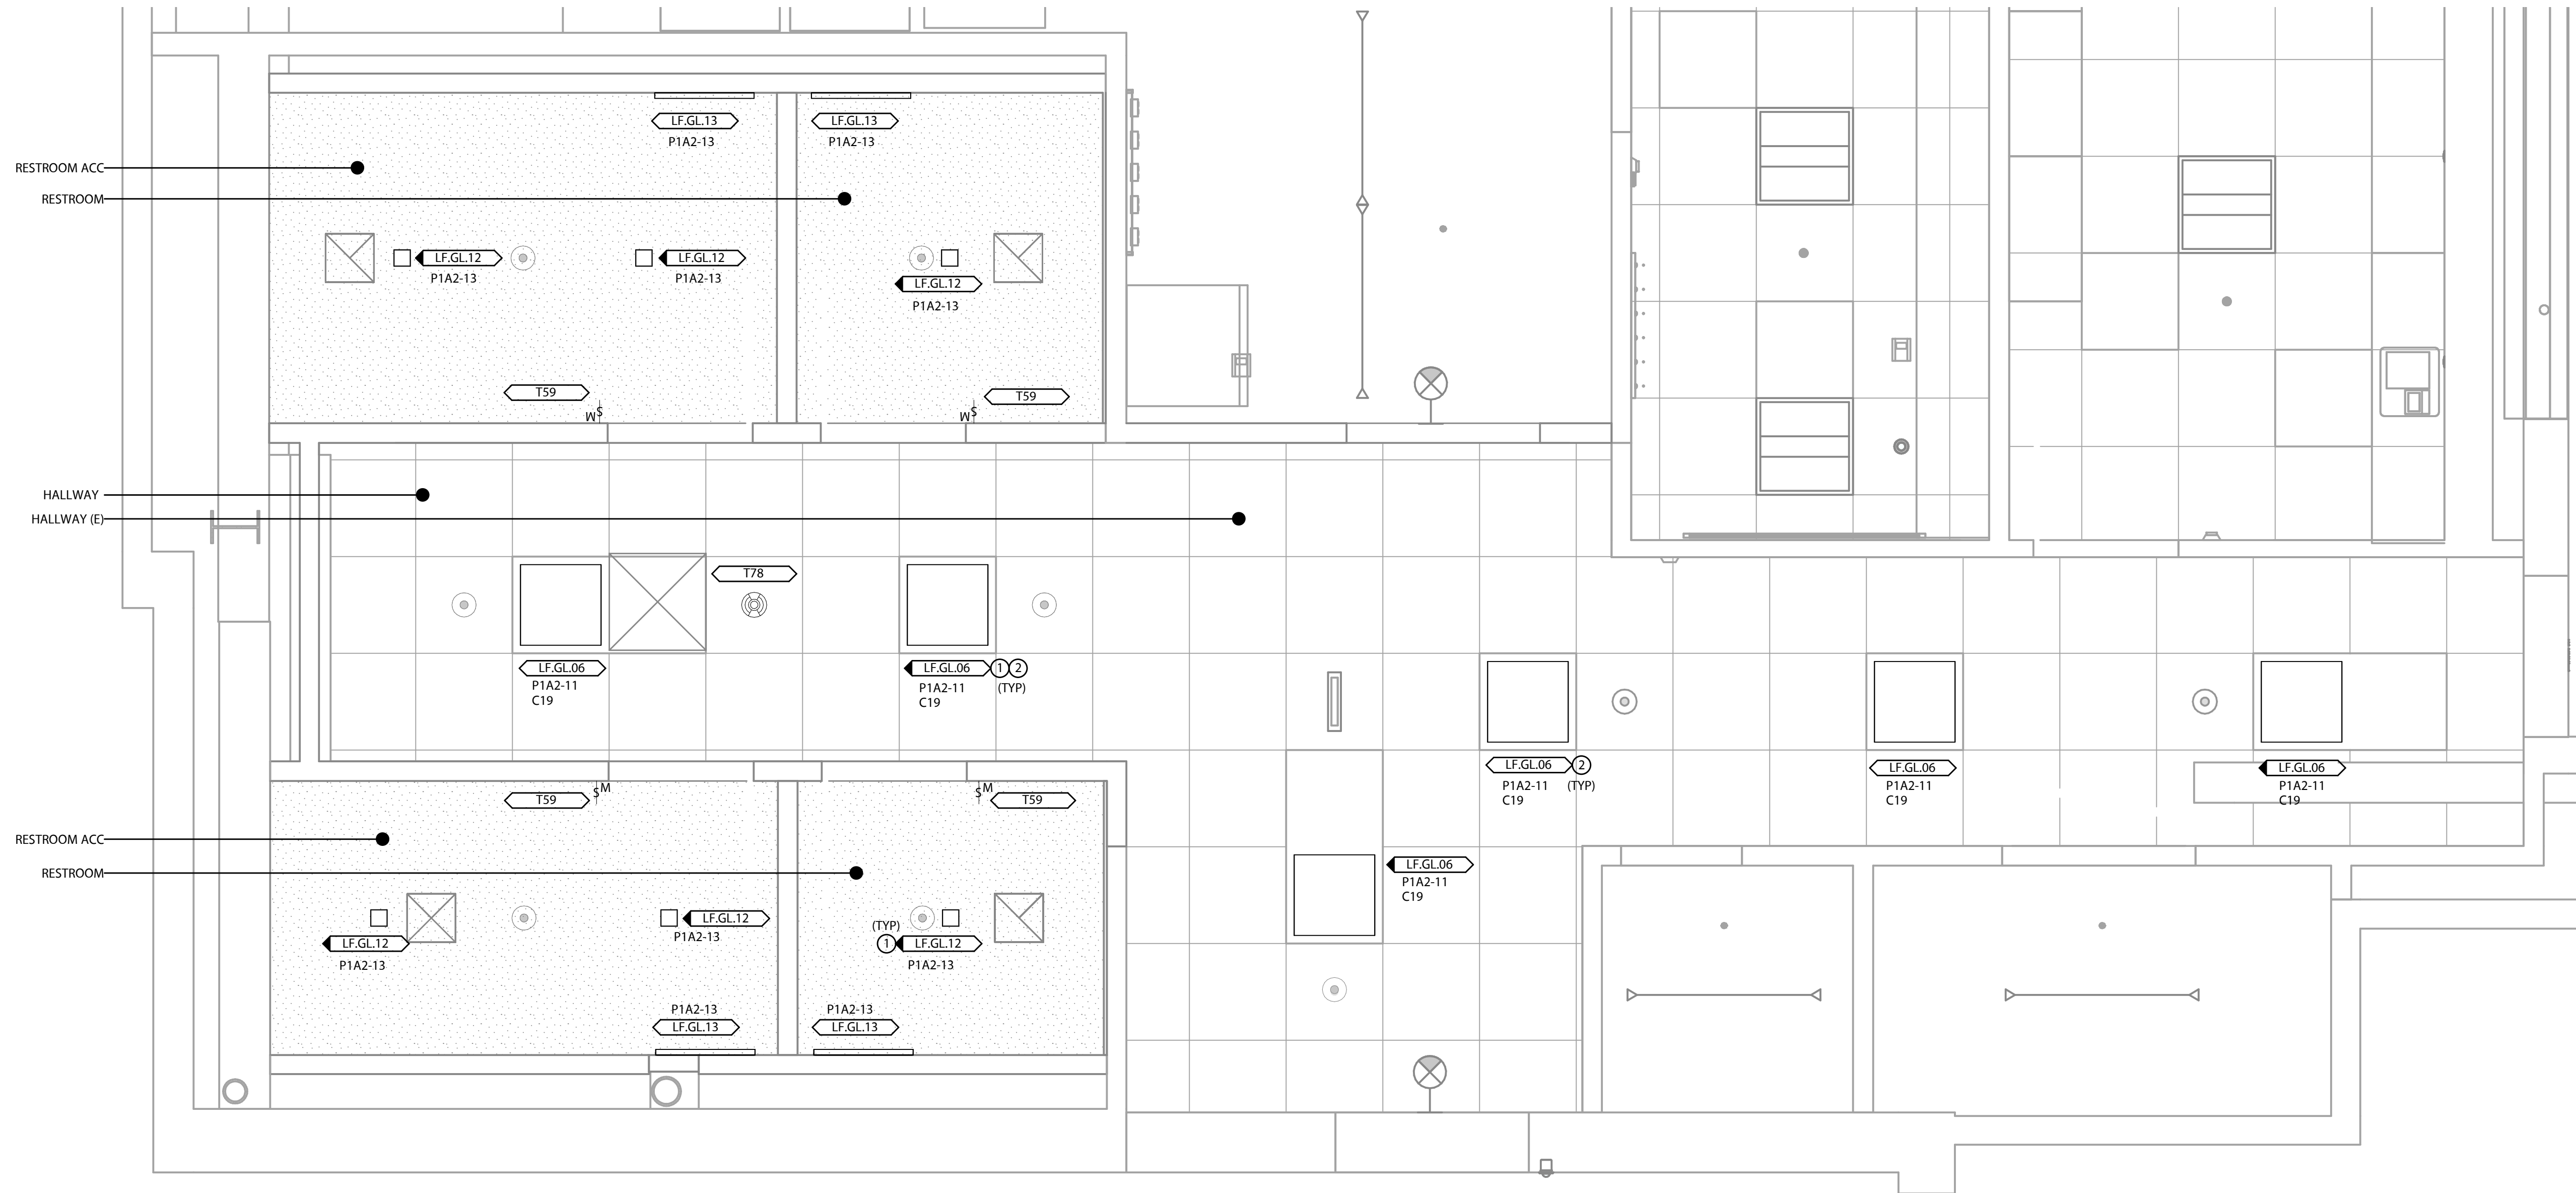 LF.GL.13
LF.GL.13
P1A2-13
P1A2-13
RESTROOM ACC
RESTROOM
LF.GL.12
LF.GL.12
P1A2-13
P1A2-13
LF.GL.12
P1A2-13
T59
T59
$M
$M
HALLWAY
HALLWAY (E)
T78
LF.GL.06
P1A2-11
C19
LF.GL.06 1 2
P1A2-11 (TYP)
C19
LF.GL.06 2
P1A2-11 (TYP)
C19
LF.GL.06
P1A2-11
C19
LF.GL.06
P1A2-11
C19
T59
$M
$M
T59
RESTROOM ACC
RESTROOM
LF.GL.06
P1A2-11
C19
LF.GL.12
P1A2-13
LF.GL.12
P1A2-13
(TYP)
1 LF.GL.12
P1A2-13
P1A2-13
LF.GL.13
P1A2-13
LF.GL.13